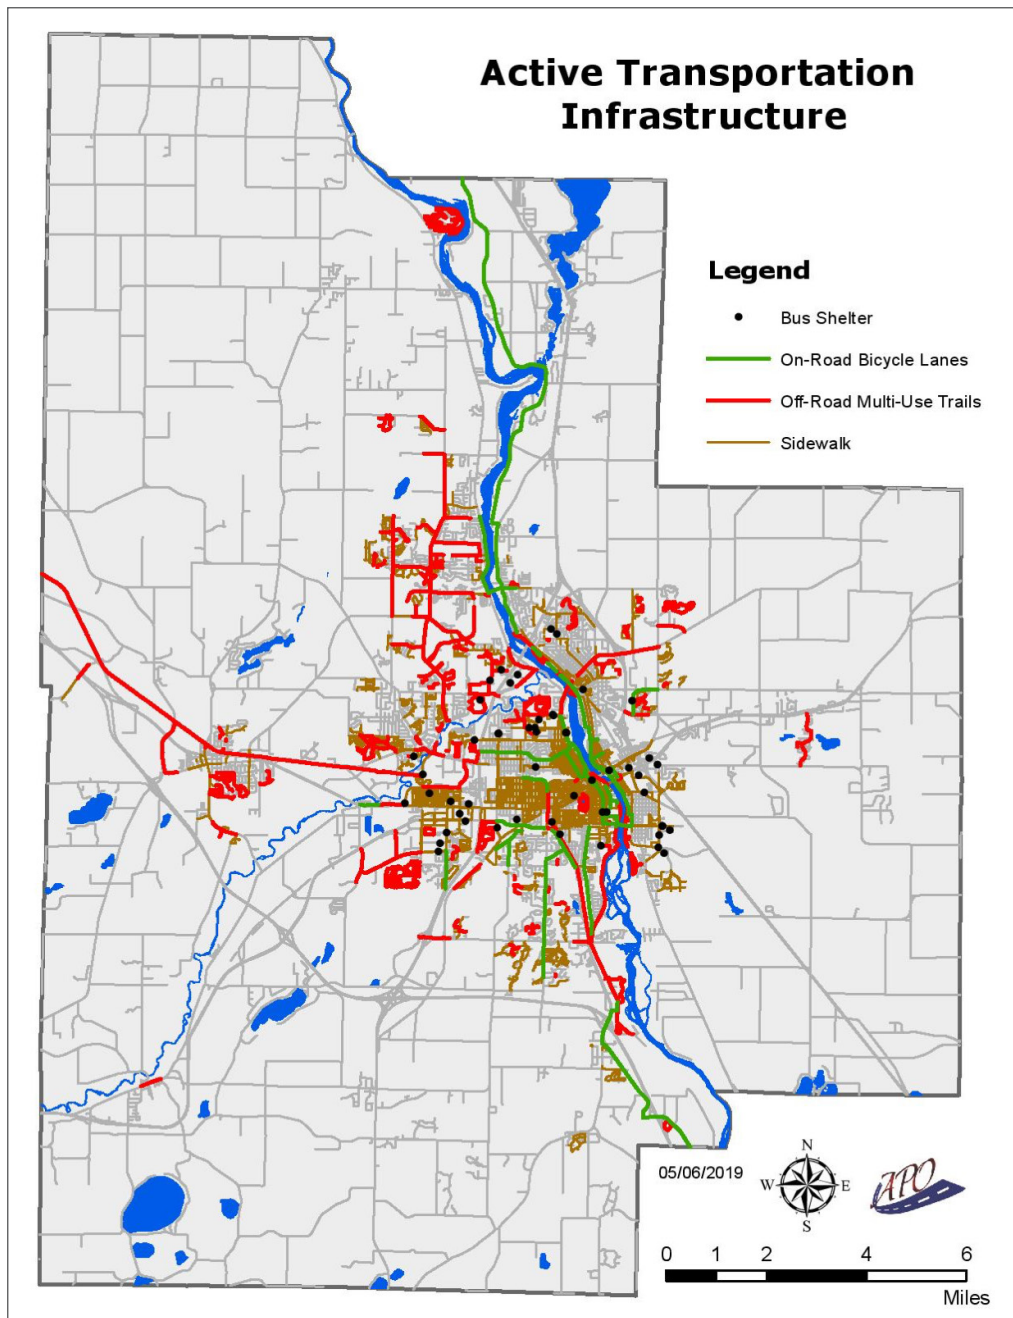 Active Transportation
Infrastructure
Legend
Bus Shelter
On-Road Bicycle Lanes
Off-Road Multi-Use Trails
Sidewalk
05/06/2019
N
W E
S
APO
0 1 2 4 6
Miles